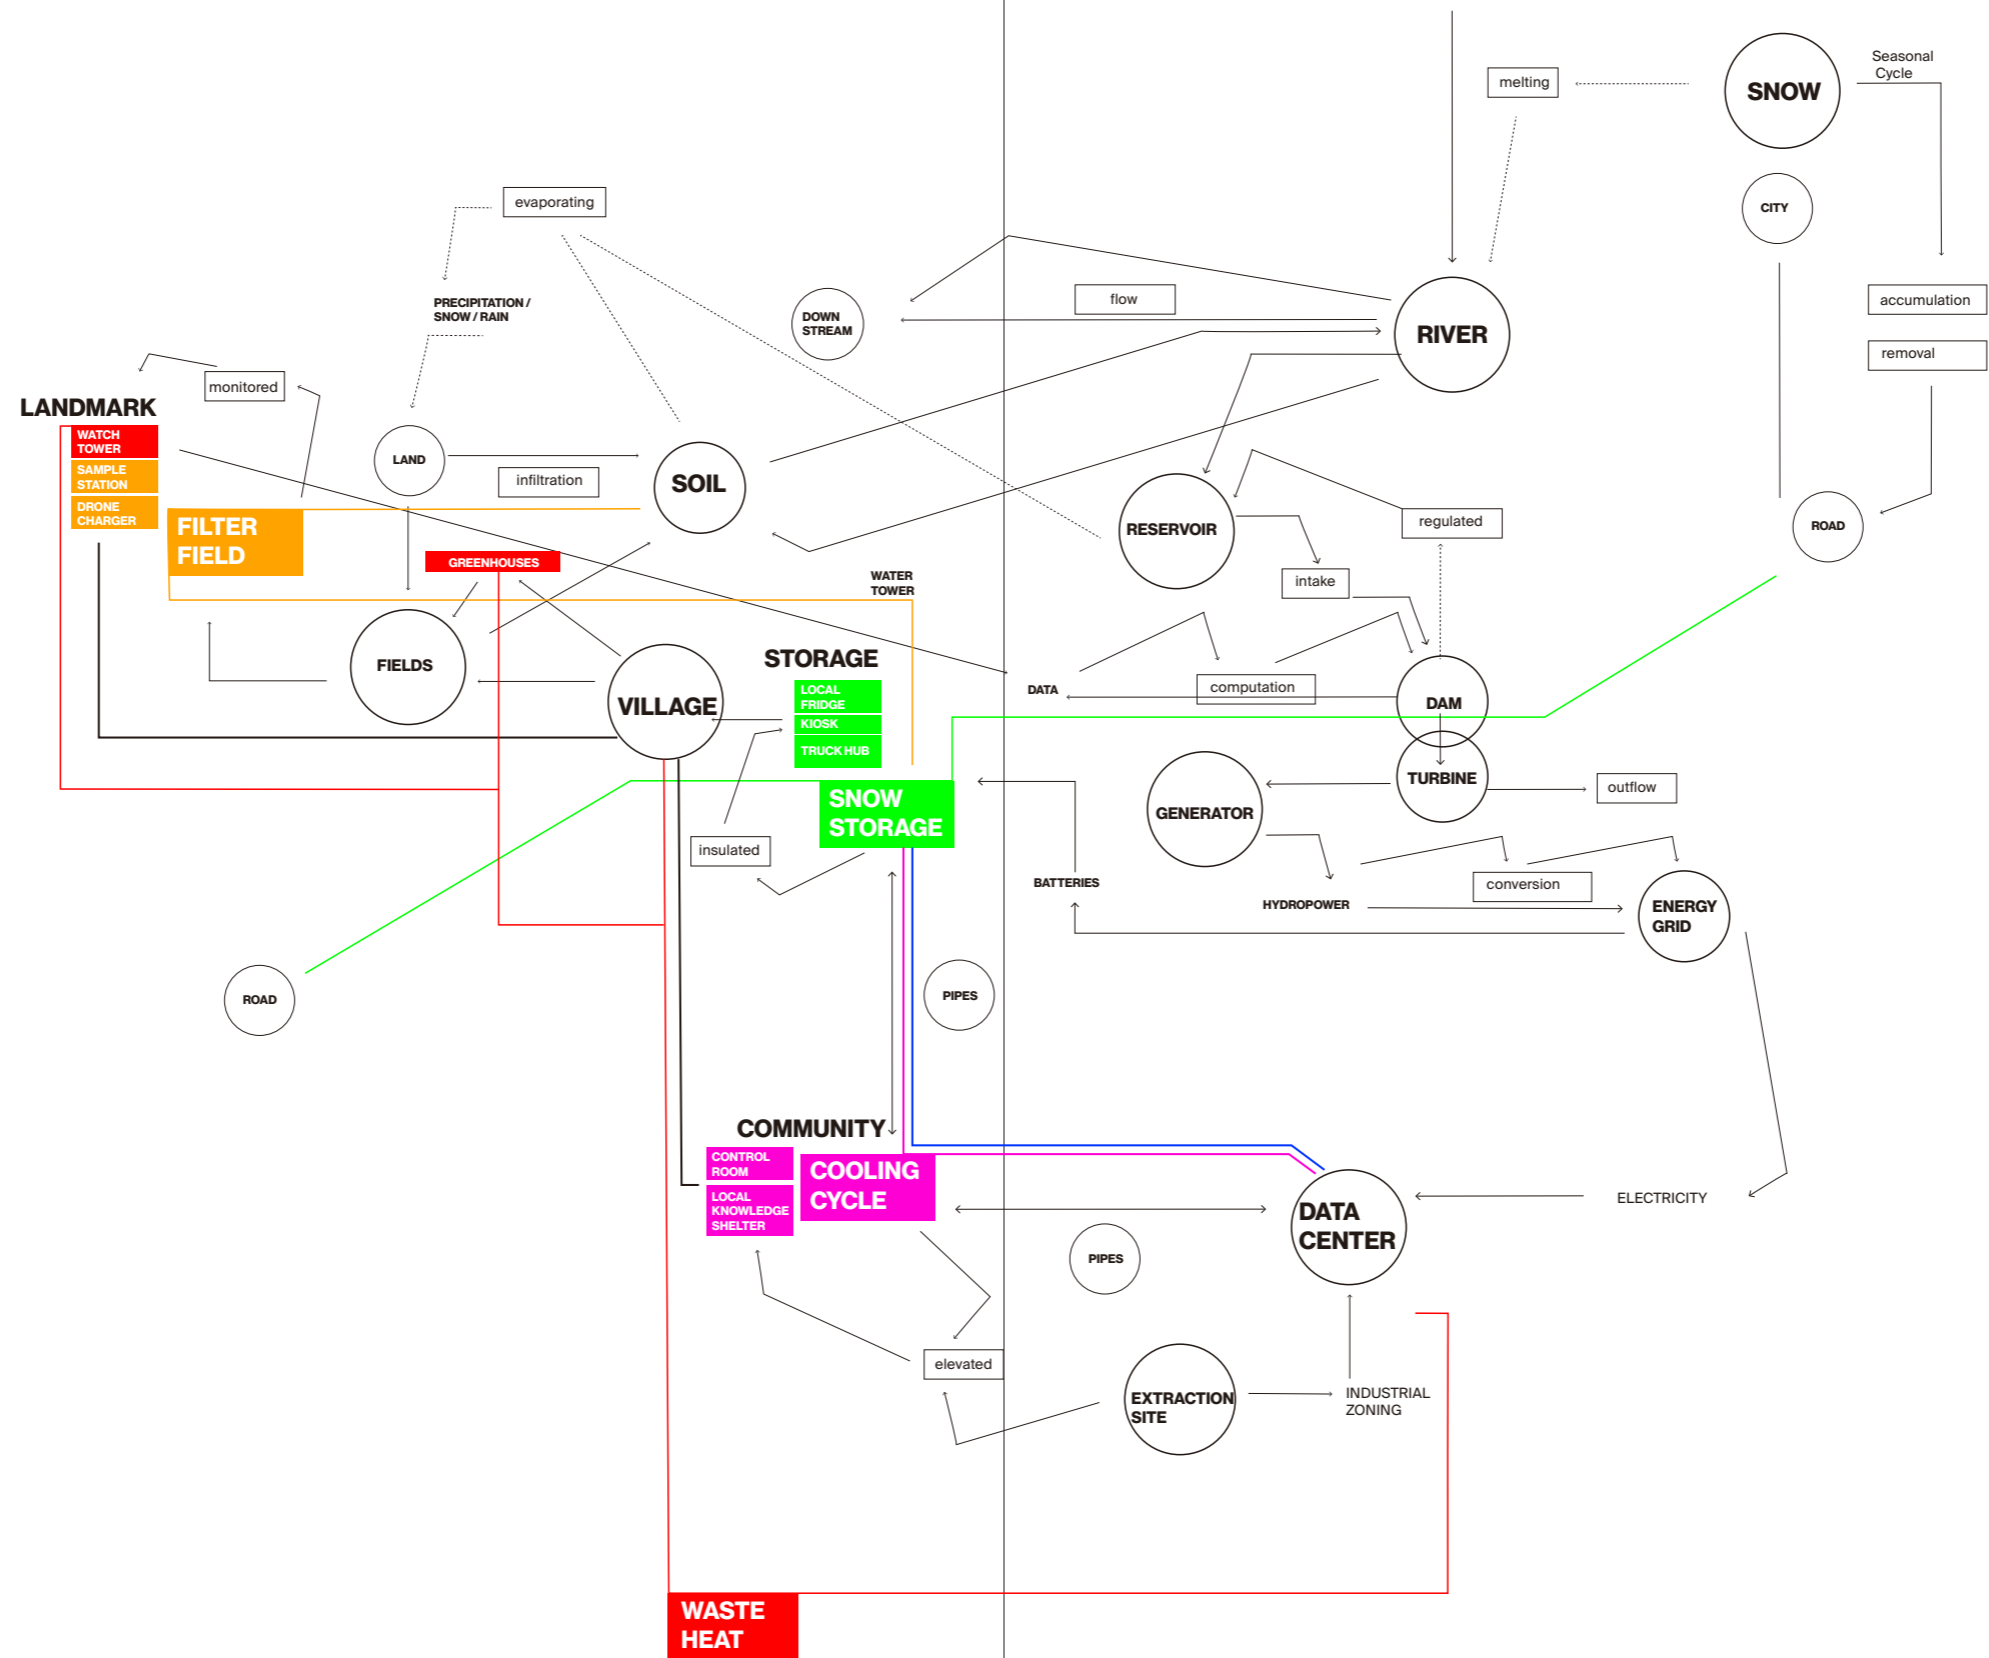 Seasonal
Cycle
melting
SNOW
evaporating
CITY
PRECIPITATION /
SNOW / RAIN
DOWN
STREAM
flow
RIVER
accumulation
removal
monitored
LANDMARK
WATCH
TOWER
SAMPLE
STATION
DRONE
CHARGER
LAND
infiltration
SOIL
FILTER
FIELD
GREENHOUSES
RESERVOIR
regulated
ROAD
intake
WATER
TOWER
FIELDS
VILLAGE
STORAGE
LOCAL
FRIDGE
KIOSK
TRUCK HUB
DATA
computation
DAM
TURBINE
outflow
GENERATOR
SNOW
STORAGE
insulated
BATTERIES
HYDROPOWER
conversion
ENERGY
GRID
ROAD
PIPES
COMMUNITY
CONTROL
ROOM
LOCAL
KNOWLEDGE
SHELTER
COOLING
CYCLE
DATA
CENTER
ELECTRICITY
PIPES
elevated
EXTRACTION
SITE
INDUSTRIAL
ZONING
WASTE
HEAT